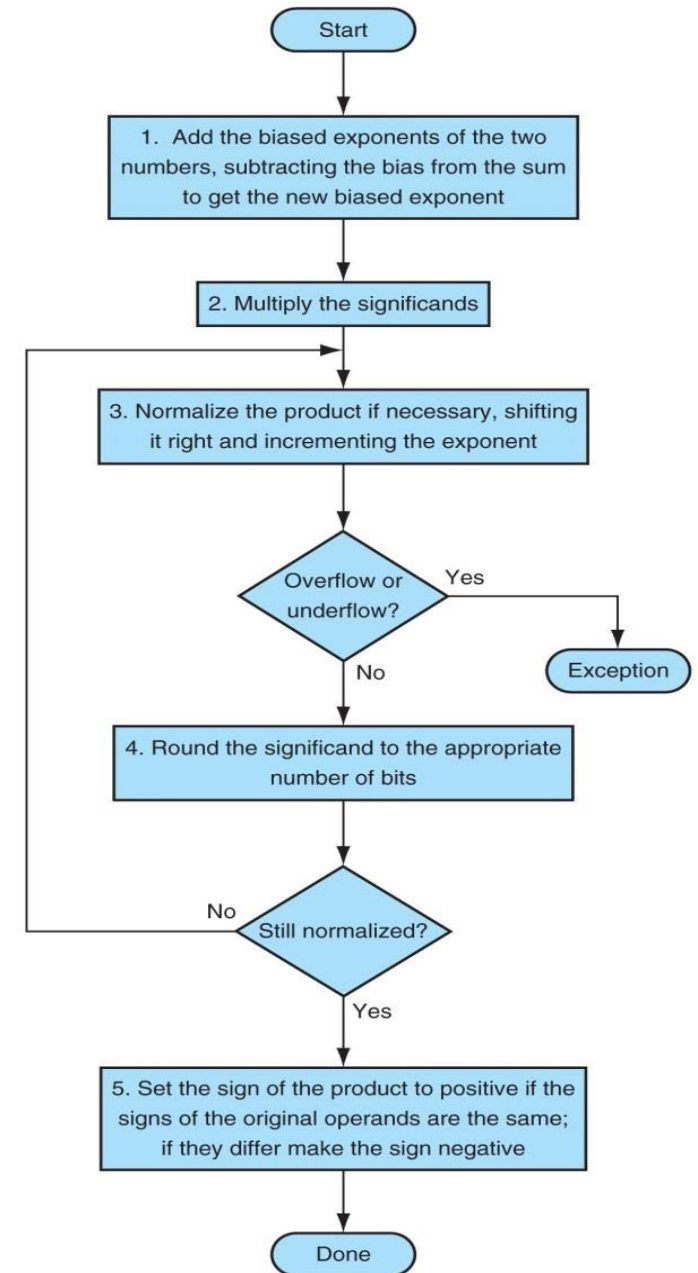 Start
1. Add the biased exponents of the two
numbers, subtracting the bias from the sum
to get the new biased exponent
2. Multiply the significands
3. Normalize the product if necessary, shifting
it right and incrementing the exponent
Overflow or
underflow?
Yes
Exception
No
4. Round the significand to the appropriate
number of bits
No
Still normalized?
Yes
5. Set the sign of the product to positive if the
signs of the original operands are the same;
if they differ make the sign negative
Done